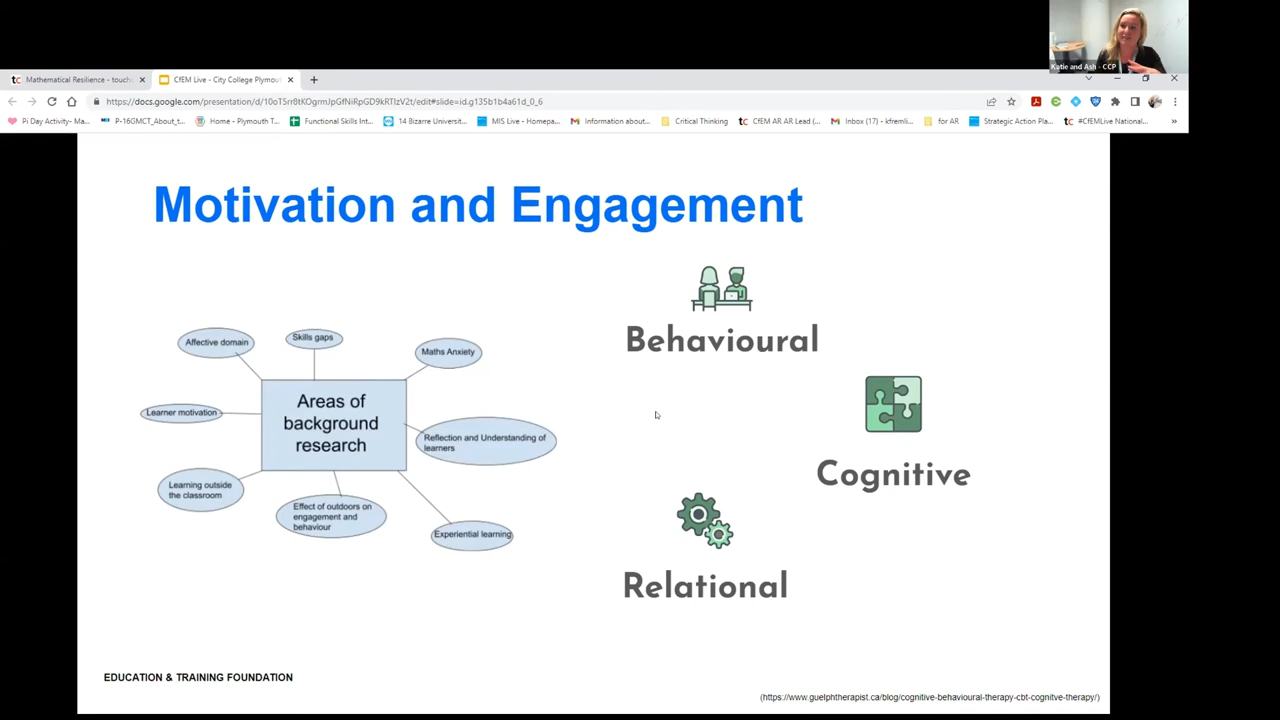 Katie and Ash - CCP
Mathematical Resilience - touch
CfEM Live - City College Plymou
https://docs.google.com/presentation/d/10oT5rr8tKOgrmJpGfNiRpGD9kRTIzV2t/edit#slide=id.g135b1b4a61d_0_6
Pi Day Activity- Ma...
P-16GMCT_About_t...
Home - Plymouth T...
Functional Skills Int...
14 Bizarre Universit...
MIS Live - Homepa...
Information about...
Critical Thinking
CfEM AR AR Lead (...
Inbox (17) - kfremli...
for AR
Strategic Action Pla...
#CfEMLive National...
Motivation and Engagement
Affective domain
Skills gaps
Maths Anxiety
Areas of
background
research
Learner motivation
Reflection and Understanding of
learners
Learning outside
the classroom
Effect of outdoors on
engagement and
behaviour
Experiential learning
Behavioural
Cognitive
Relational
EDUCATION & TRAINING FOUNDATION
(https://www.guelphtherapist.ca/blog/cognitive-behavioural-therapy-cbt-cognitve-therapy/)